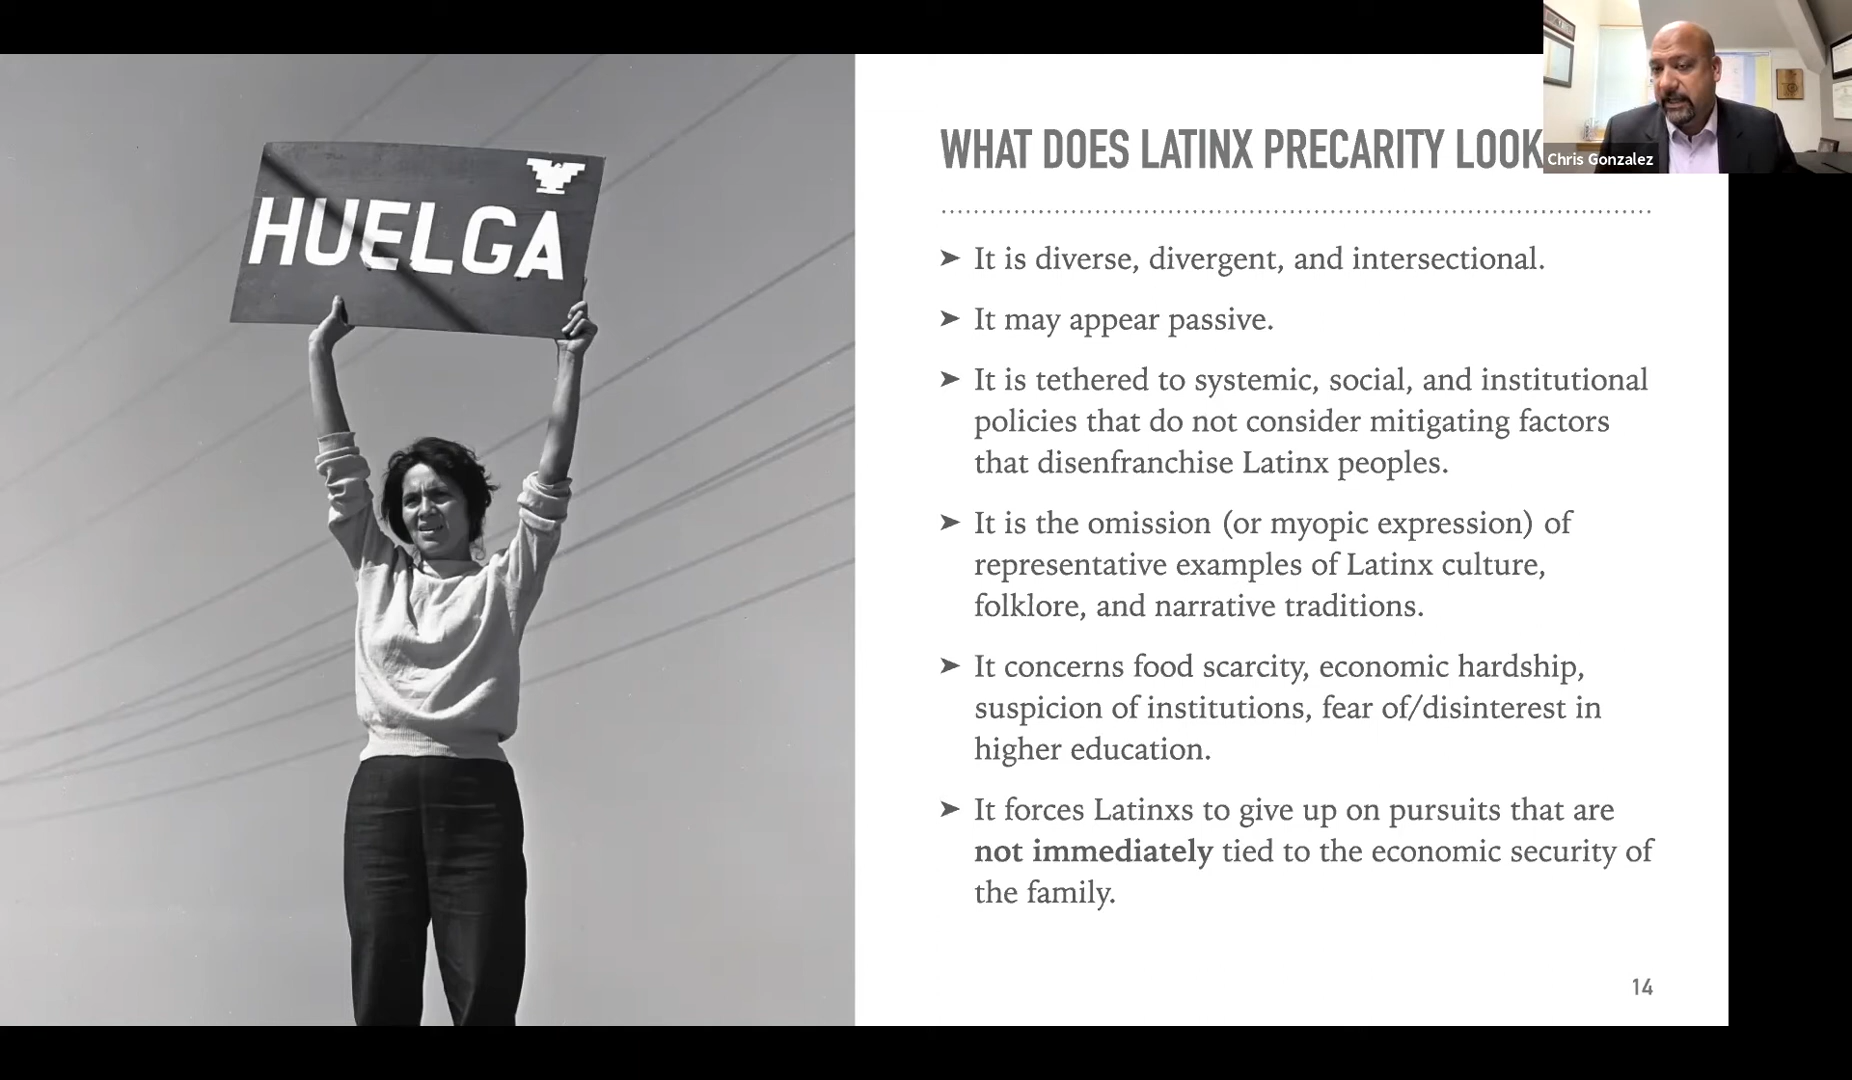 HUELGA
WHAT DOES LATINX PRECARITY LOOK
Chris Gonzalez
➤ It is diverse, divergent, and intersectional.
➤ It may appear passive.
➤ It is tethered to systemic, social, and institutional
policies that do not consider mitigating factors
that disenfranchise Latinx peoples.
➤ It is the omission (or myopic expression) of
representative examples of Latinx culture,
folklore, and narrative traditions.
➤ It concerns food scarcity, economic hardship,
suspicion of institutions, fear of/disinterest in
higher education.
➤ It forces Latinxs to give up on pursuits that are
not immediately tied to the economic security of
the family.
14